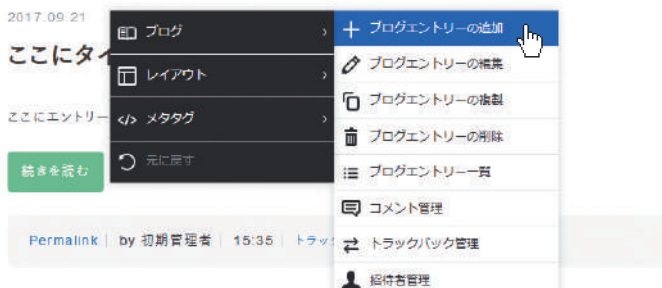 2017.09.21
ここにタイ
ここにエントリー
続きを読む
Permalink | by 初期管理者 | 15:35 | トラッ
ブログ
レイアウト
</> メタタグ
元に戻す
ブログエントリーの追加
ブログエントリーの編集
ブログエントリーの複製
ブログエントリーの削除
ブログエントリー一覧
コメント管理
トラックバック管理
招待者管理